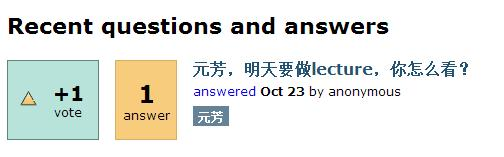 Recent questions and answers
+1
vote
1
answer
元芳，明天要做lecture，你怎么看？
answered Oct 23 by anonymous
元芳